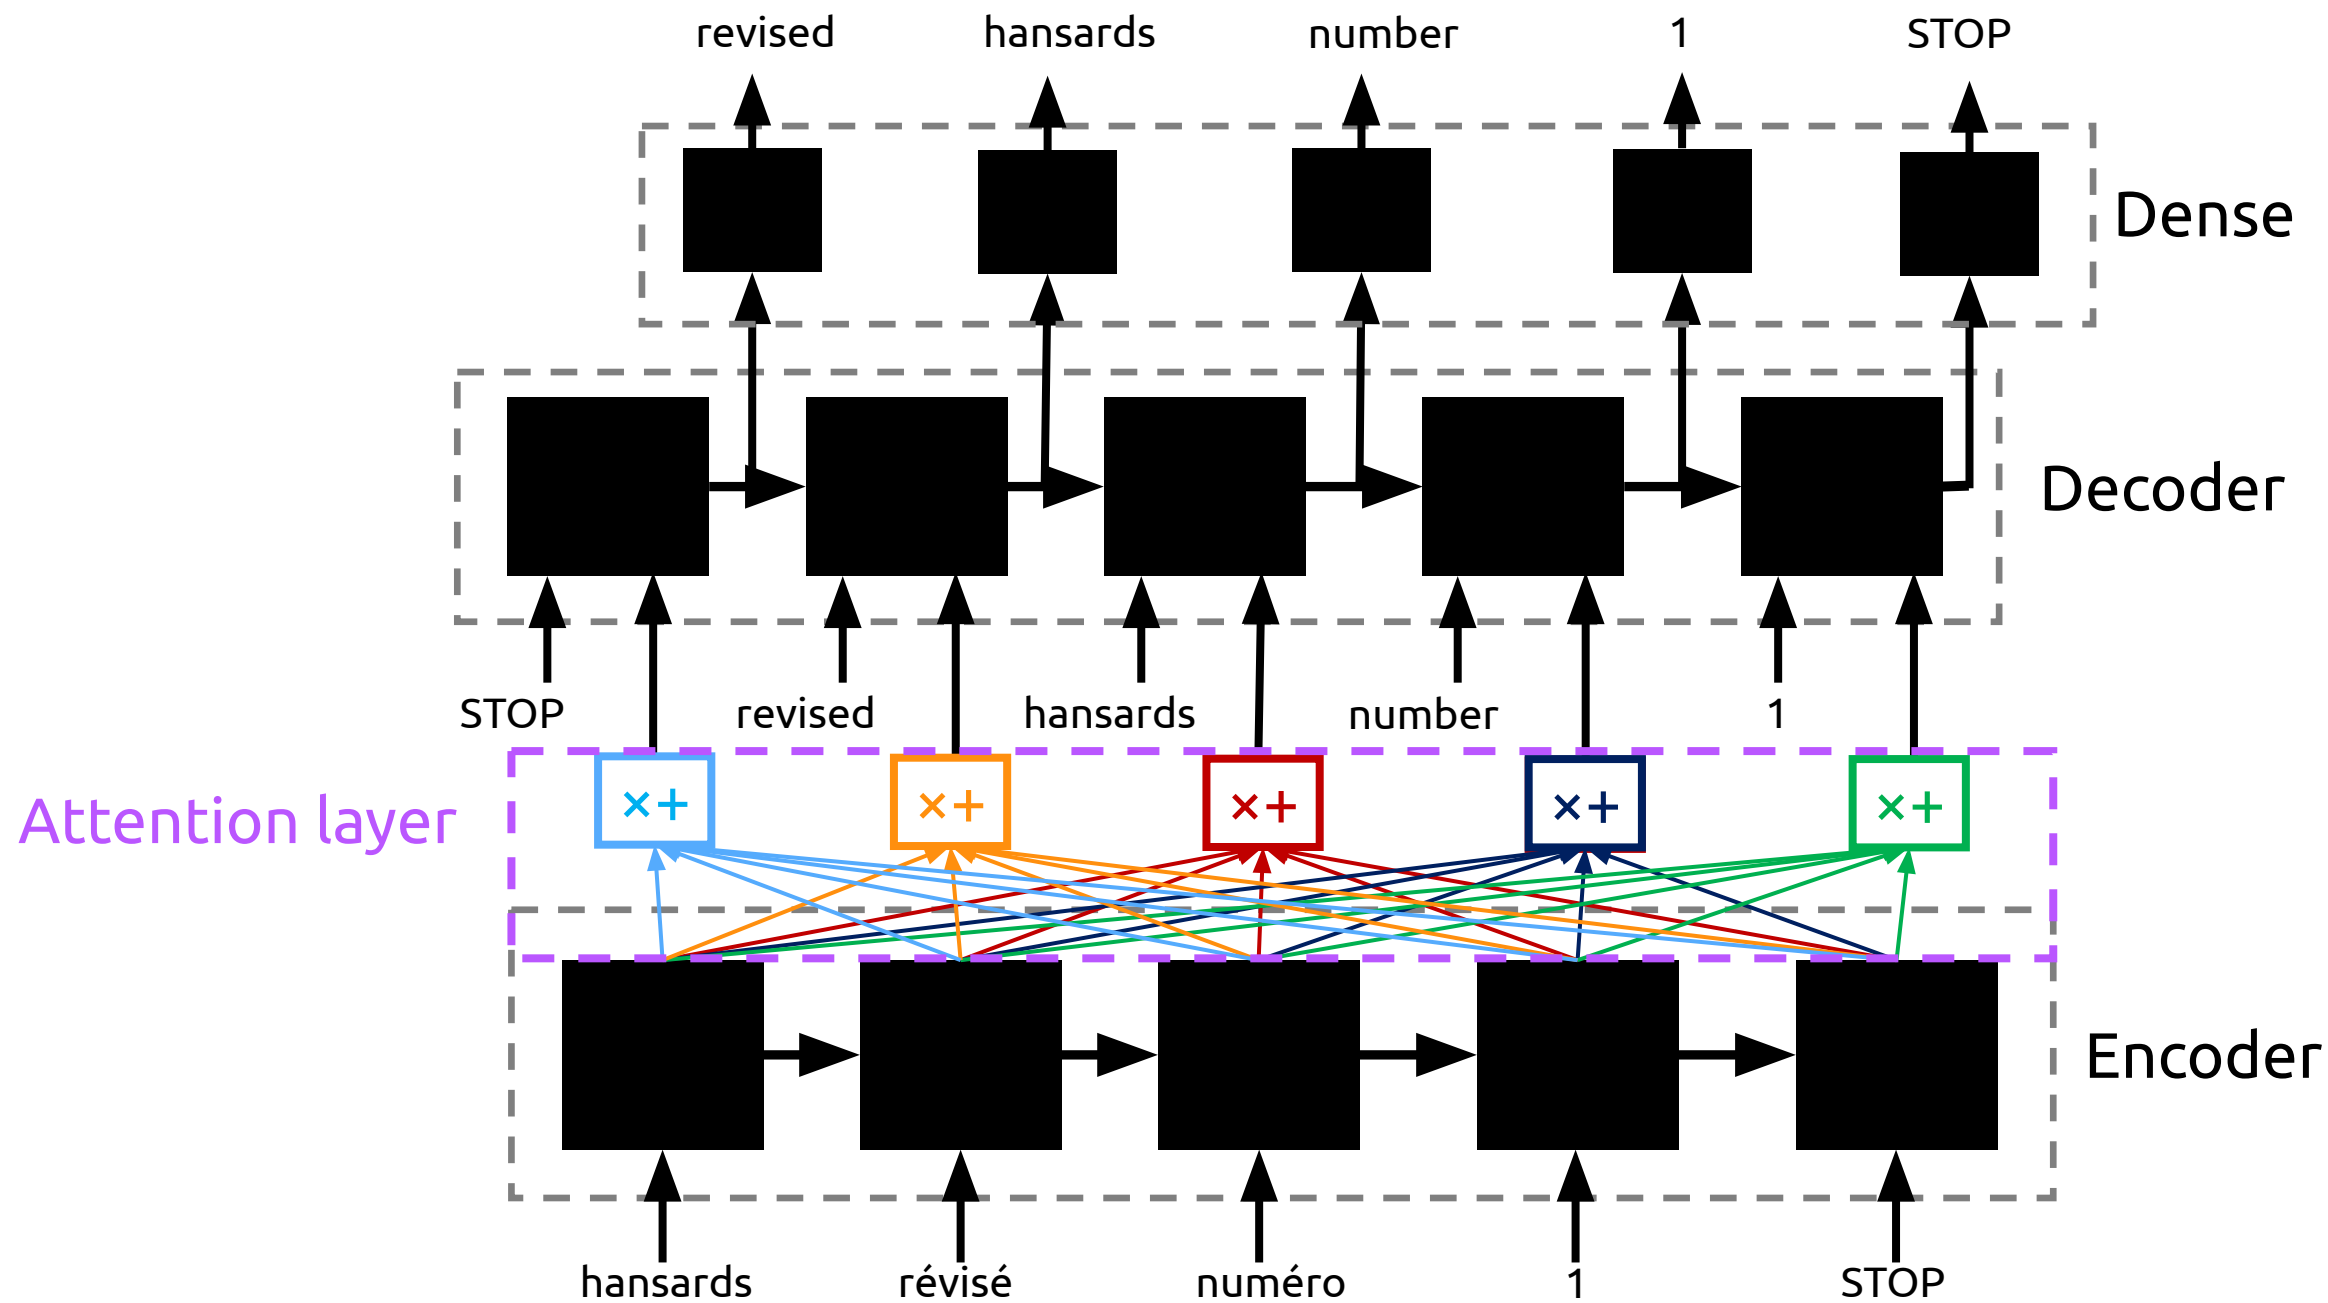 revised hansards number 1 STOP
Dense
Decoder
STOP revised hansards number 1
Attention layer
×+ ×+ ×+ ×+ ×+
Encoder
hansards révisé numéro 1 STOP